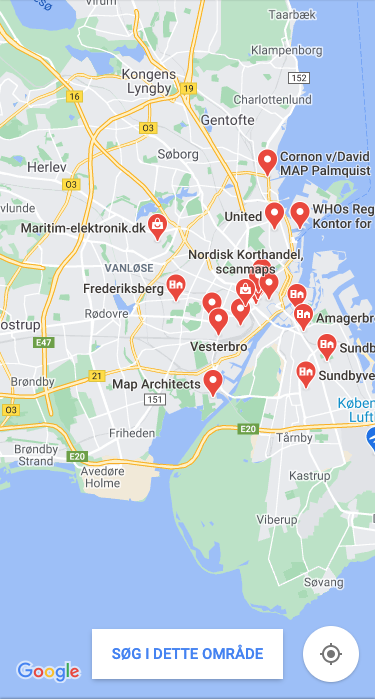 Virum
Taarbæk
Klampenborg
Kongens
Lyngby
152
16
19
Charlottenlund
Gentofte
O3
Søborg
Herlev
Cornon v/David
MAP Palmquist
O3
United
WHOs Reg
Kontor for
Maritim-elektronik.dk
Nordisk Korthandel,
scanmaps
VANLØSE
Frederiksberg
Rødovre
Amagerbro
E47
Vesterbro
Sundb
21
Map Architects
Sundbyve
Brøndby
151
O3
Køben
Luft
Friheden
E20
Tårnby
Brøndby
Strand
E20
Avedøre
Holme
Kastrup
Viberup
Søvang
SØG I DETTE OMRÅDE
Google